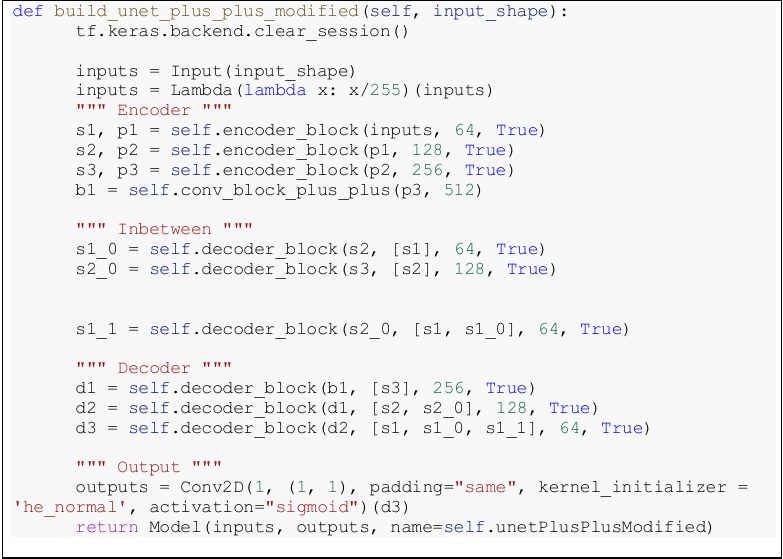 def build_unet_plus_plus_modified(self, input_shape):
tf.keras.backend.clear_session()
inputs = Input(input_shape)
inputs = Lambda(lambda x: x/255)(inputs)
""" Encoder """
s1, p1 = self.encoder_block(inputs, 64, True)
s2, p2 = self.encoder_block(p1, 128, True)
s3, p3 = self.encoder_block(p2, 256, True)
b1 = self.conv_block_plus_plus(p3, 512)
""" Inbetween """
s1_0 = self.decoder_block(s2, [s1], 64, True)
s2_0 = self.decoder_block(s3, [s2], 128, True)
s1_1 = self.decoder_block(s2_0, [s1, s1_0], 64, True)
""" Decoder """
d1 = self.decoder_block(b1, [s3], 256, True)
d2 = self.decoder_block(d1, [s2, s2_0], 128, True)
d3 = self.decoder_block(d2, [s1, s1_0, s1_1], 64, True)
""" Output """
outputs = Conv2D(1, (1, 1), padding="same", kernel_initializer =
'he_normal', activation="sigmoid")(d3)
return Model(inputs, outputs, name=self.unetPlusPlusModified)